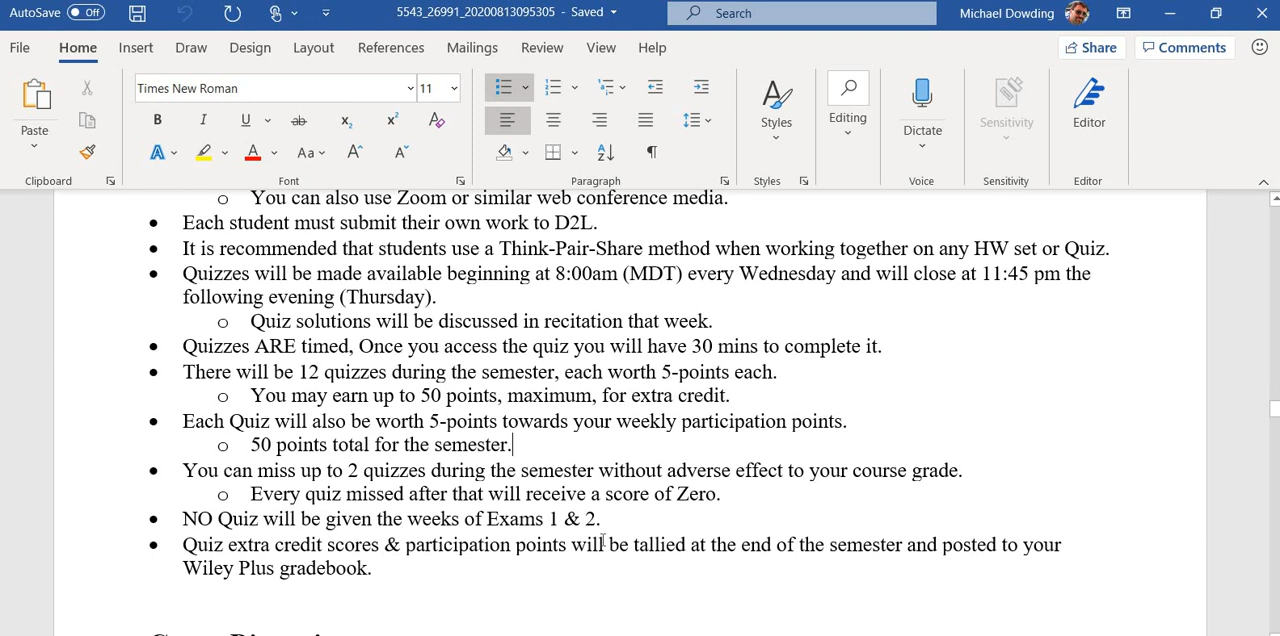 AutoSave Off 5543_26991_20200813095305 - Saved Search Michael Dowding
File Home Insert Draw Design Layout References Mailings Review View Help Share Comments
Times New Roman 11
Paste B I U ab x₂ x² A Styles Editing Dictate Sensitivity Editor
A A Aa A A A Z ¶
Clipboard Font Paragraph Styles Voice Sensitivity Editor
o You can also use Zoom or similar web conference media.
• Each student must submit their own work to D2L.
• It is recommended that students use a Think-Pair-Share method when working together on any HW set or Quiz.
• Quizzes will be made available beginning at 8:00am (MDT) every Wednesday and will close at 11:45 pm the
following evening (Thursday).
o Quiz solutions will be discussed in recitation that week.
• Quizzes ARE timed, Once you access the quiz you will have 30 mins to complete it.
• There will be 12 quizzes during the semester, each worth 5-points each.
o You may earn up to 50 points, maximum, for extra credit.
• Each Quiz will also be worth 5-points towards your weekly participation points.
o 50 points total for the semester.
• You can miss up to 2 quizzes during the semester without adverse effect to your course grade.
o Every quiz missed after that will receive a score of Zero.
• NO Quiz will be given the weeks of Exams 1 & 2.
• Quiz extra credit scores & participation points will be tallied at the end of the semester and posted to your
Wiley Plus gradebook.